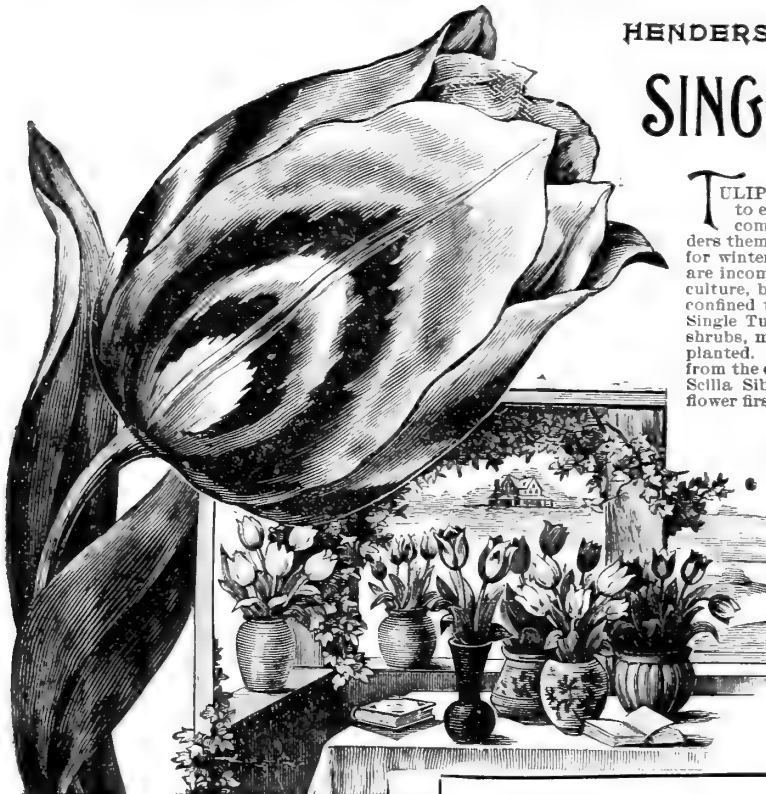 HENDERS
SING
TULIP
to e
com
ders them
for winter
are incom
culture, b
confined t
Single Tu
shrubs, m
planted.
from the e
Scilla Sib
flower firs